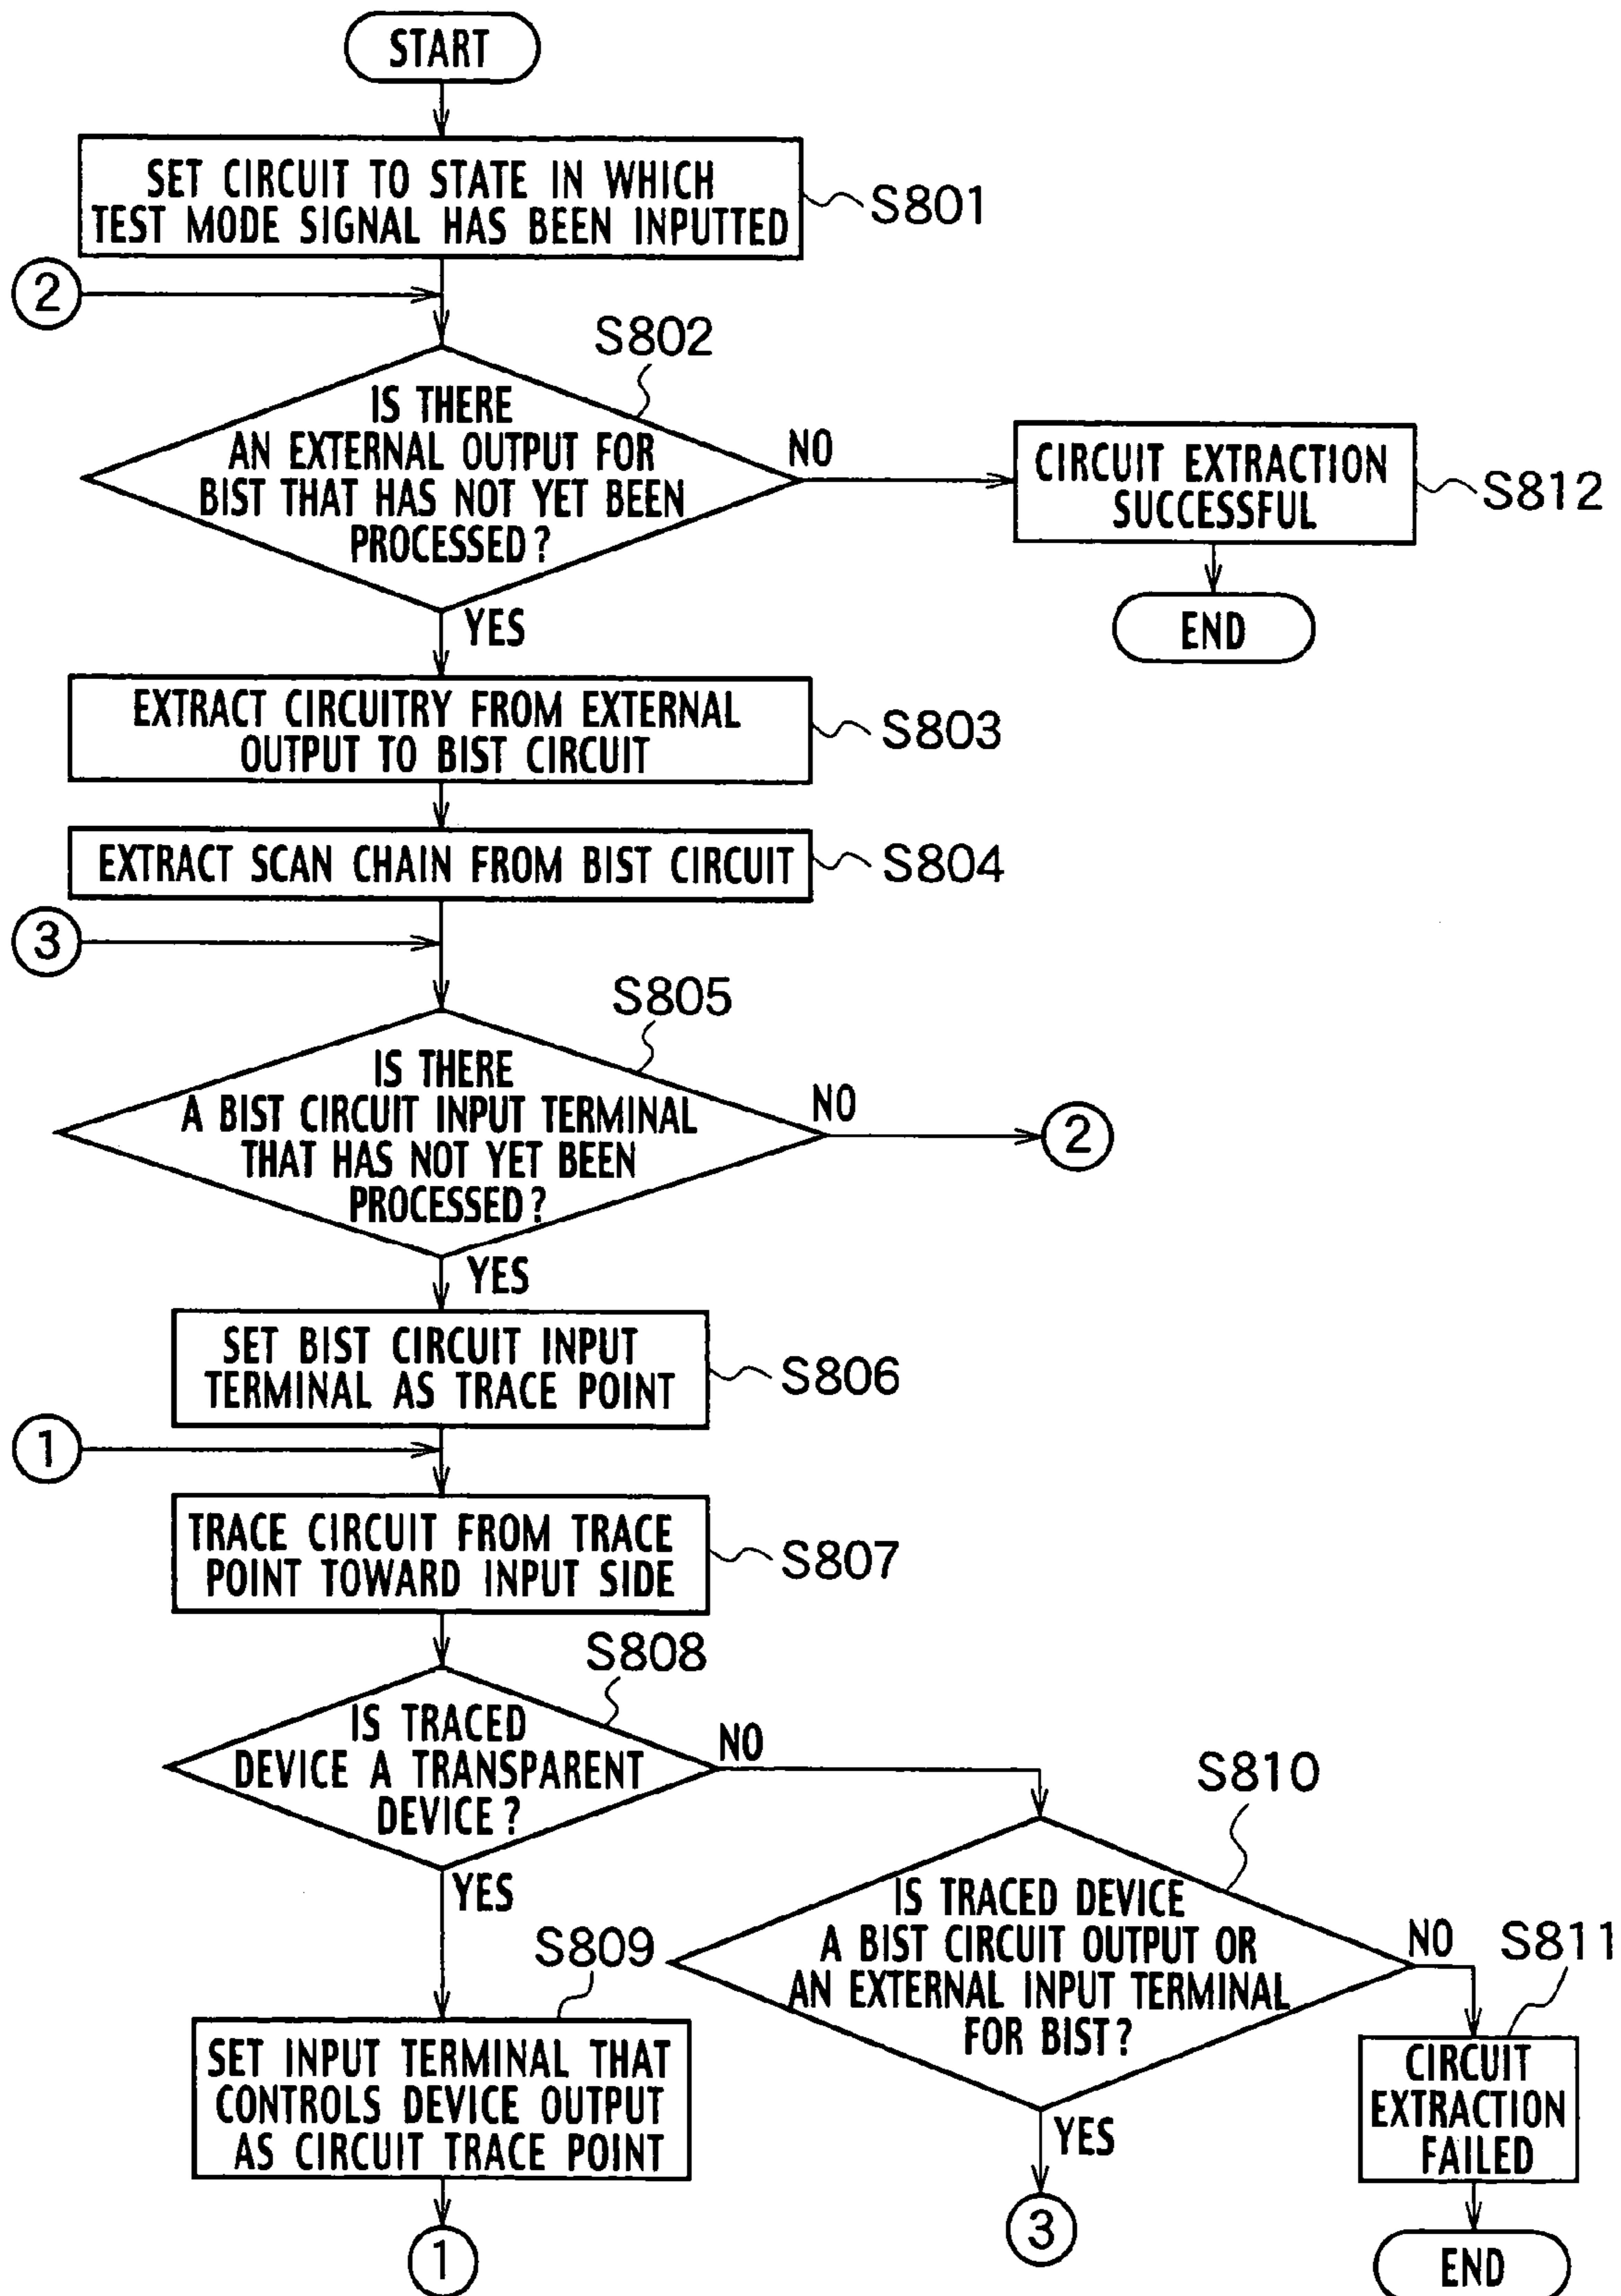 START
SET CIRCUIT TO STATE IN WHICH
TEST MODE SIGNAL HAS BEEN INPUTTED
S801
2
S802
IS THERE
AN EXTERNAL OUTPUT FOR
BIST THAT HAS NOT YET BEEN
PROCESSED?
NO
CIRCUIT EXTRACTION
SUCCESSFUL
S812
END
YES
EXTRACT CIRCUITRY FROM EXTERNAL
OUTPUT TO BIST CIRCUIT
S803
EXTRACT SCAN CHAIN FROM BIST CIRCUIT
S804
3
S805
IS THERE
A BIST CIRCUIT INPUT TERMINAL
THAT HAS NOT YET BEEN
PROCESSED?
NO
2
YES
SET BIST CIRCUIT INPUT
TERMINAL AS TRACE POINT
S806
1
TRACE CIRCUIT FROM TRACE
POINT TOWARD INPUT SIDE
S807
S808
IS TRACED
DEVICE A TRANSPARENT
DEVICE?
NO
YES
S810
IS TRACED DEVICE
A BIST CIRCUIT OUTPUT OR
AN EXTERNAL INPUT TERMINAL
FOR BIST?
NO
S811
CIRCUIT
EXTRACTION
FAILED
END
YES
3
S809
SET INPUT TERMINAL THAT
CONTROLS DEVICE OUTPUT
AS CIRCUIT TRACE POINT
1